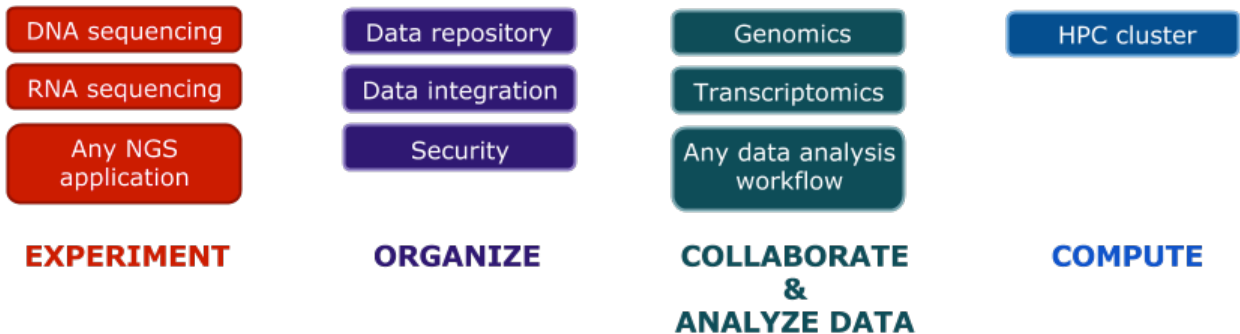 DNA sequencing
RNA sequencing
Any NGS
application
EXPERIMENT
Data repository
Data integration
Security
ORGANIZE
Genomics
Transcriptomics
Any data analysis
workflow
COLLABORATE
&
ANALYZE DATA
HPC cluster
COMPUTE